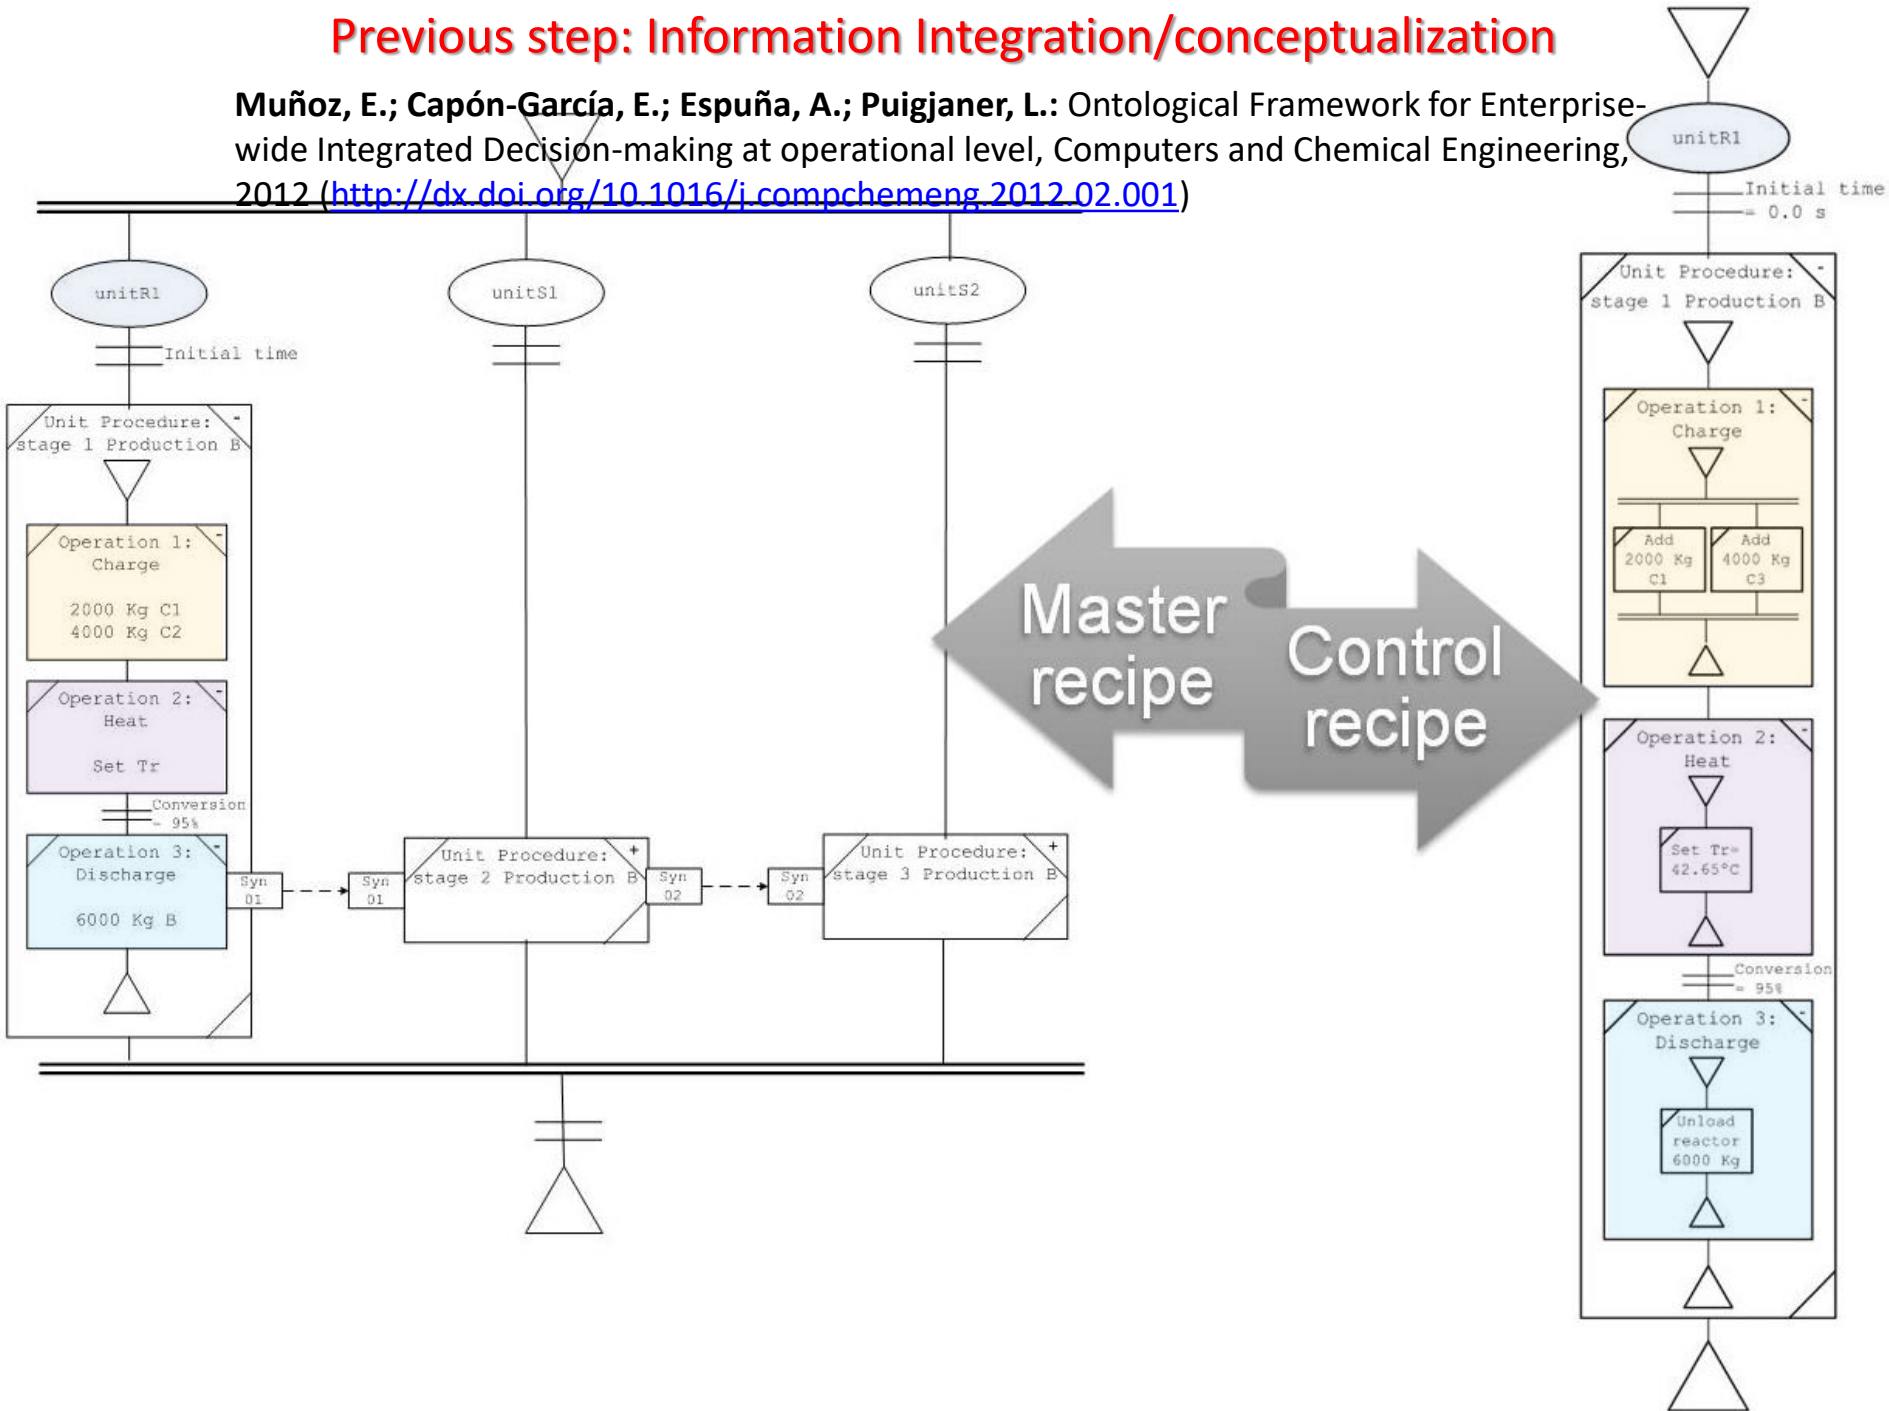 Previous step: Information Integration/conceptualization
Muñoz, E.; Capón-García, E.; Espuña, A.; Puigjaner, L.: Ontological Framework for Enterprise-
wide Integrated Decision-making at operational level, Computers and Chemical Engineering,
2012 (http://dx.doi.org/10.1016/j.compchemeng.2012.02.001)
unitR1
Initial time
Unit Procedure:
-
stage 1 Production B
Operation 1:
-
Charge
2000 Kg C1
4000 Kg C2
Operation 2:
-
Heat
Set Tr
Conversion
= 95%
Operation 3:
-
Discharge
6000 Kg B
Syn
01
unitS1
Syn
01
Unit Procedure:
+
stage 2 Production B
Syn
02
unitS2
Syn
02
Unit Procedure:
+
stage 3 Production B
Master
recipe
Control
recipe
unitR1
Initial time
= 0.0 s
Unit Procedure:
-
stage 1 Production B
Operation 1:
-
Charge
Add
2000 Kg
C1
Add
4000 Kg
C3
Operation 2:
-
Heat
Set Tr=
42.65°C
Conversion
= 95%
Operation 3:
-
Discharge
Unload
reactor
6000 Kg